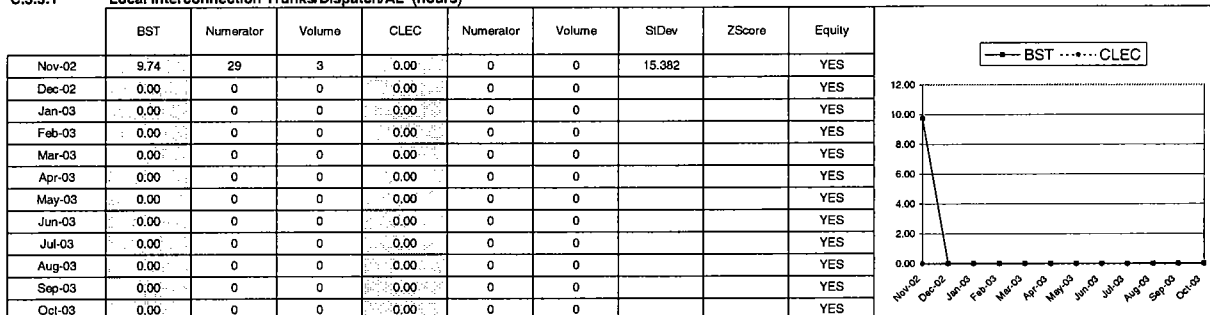 C.3.3.1 Local Interconnection Trunks/Dispatch/AL (hours)
BST Numerator Volume CLEC Numerator Volume StDev ZScore Equity
Nov-02 9.74 29 3 0.00 0 0 15.382 YES
Dec-02 0.00 0 0 0.00 0 0 YES
Jan-03 0.00 0 0 0.00 0 0 YES
Feb-03 0.00 0 0 0.00 0 0 YES
Mar-03 0.00 0 0 0.00 0 0 YES
Apr-03 0.00 0 0 0.00 0 0 YES
May-03 0.00 0 0 0.00 0 0 YES
Jun-03 0.00 0 0 0.00 0 0 YES
Jul-03 0.00 0 0 0.00 0 0 YES
Aug-03 0.00 0 0 0.00 0 0 YES
Sep-03 0.00 0 0 0.00 0 0 YES
Oct-03 0.00 0 0 0.00 0 0 YES
BST CLEC
12.00
10.00
8.00
6.00
4.00
2.00
0.00
Nov-02 Dec-02 Jan-03 Feb-03 Mar-03 Apr-03 May-03 Jun-03 Jul-03 Aug-03 Sep-03 Oct-03